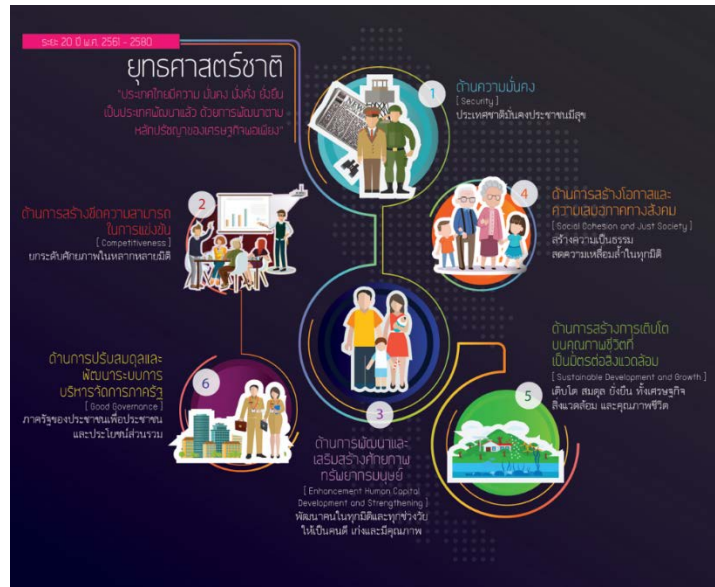 ระยะ 20 ปี พ.ศ. 2561 - 2580
ยุทธศาสตร์ชาติ
"ประเทศไทยมีความ มั่นคง มั่งคั่ง ยั่งยืน
เป็นประเทศพัฒนาแล้ว ด้วยการพัฒนาตาม
หลักปรัชญาของเศรษฐกิจพอเพียง"
1
ด้านความมั่นคง
[ Security ]
ประเทศชาติมั่นคงประชาชนมีสุข
2
ด้านการสร้างขีดความสามารถ
ในการแข่งขัน
[ Competitiveness ]
ยกระดับศักยภาพในหลากหลายมิติ
3
ด้านการพัฒนาและ
เสริมสร้างศักยภาพ
ทรัพยากรมนุษย์
[ Enhancement Human Capital
Development and Strengthening ]
พัฒนาคนในทุกมิติและทุกช่วงวัย
ให้เป็นคนดี เก่งและมีคุณภาพ
4
ด้านการสร้างโอกาสและ
ความเสมอภาคทางสังคม
[ Social Cohesion and Just Society ]
สร้างความเป็นธรรม
ลดความเหลื่อมล้ำในทุกมิติ
5
ด้านการสร้างการเติบโต
บนคุณภาพชีวิตที่
เป็นมิตรต่อสิ่งแวดล้อม
[ Sustainable Development and Growth ]
เติบโต สมดุล ยั่งยืน ทั้งเศรษฐกิจ
สิ่งแวดล้อม และคุณภาพชีวิต
6
ด้านการปรับสมดุลและ
พัฒนาระบบการ
บริหารจัดการภาครัฐ
[ Good Governance ]
ภาครัฐของประชาชนเพื่อประชาชน
และประโยชน์ส่วนรวม